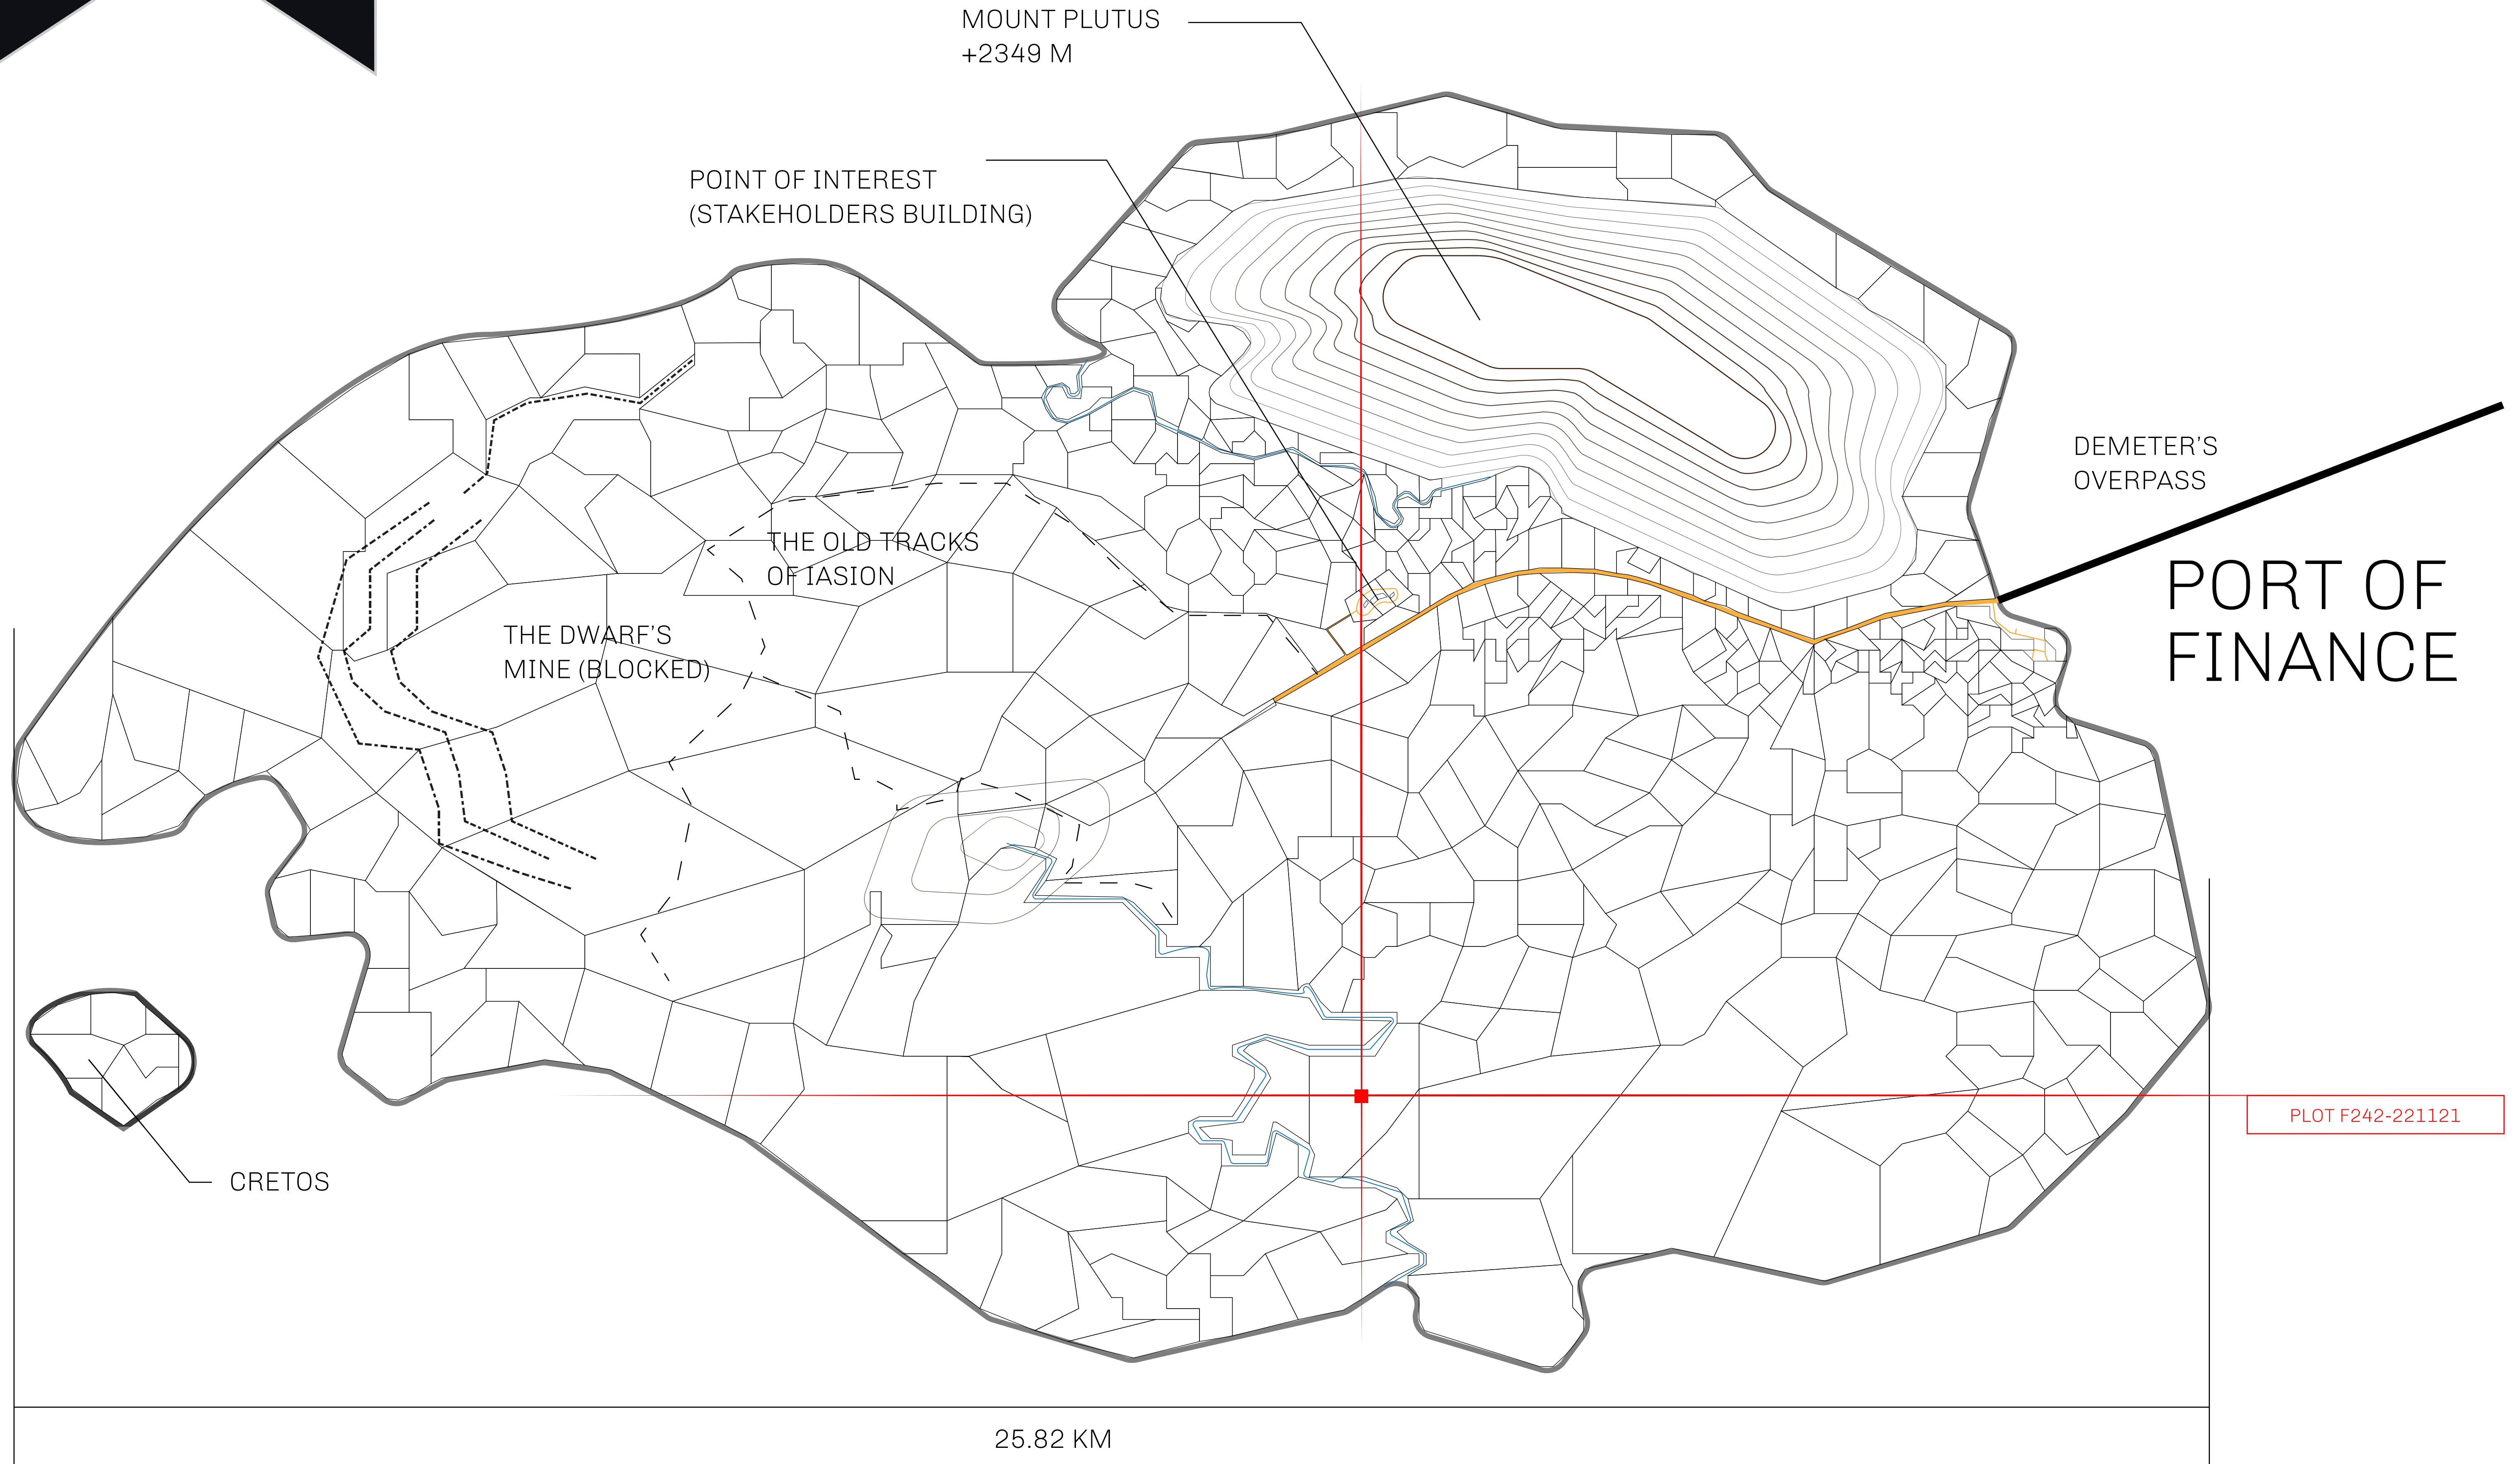 MOUNT PLUTUS
+2349 M
POINT OF INTEREST
(STAKEHOLDERS BUILDING)
DEMETER'S
OVERPASS
THE OLD TRACKS
OF IASION
PORT OF
FINANCE
THE DWARF'S
MINE (BLOCKED)
PLOT F242-221121
CRETOS
25.82 KM